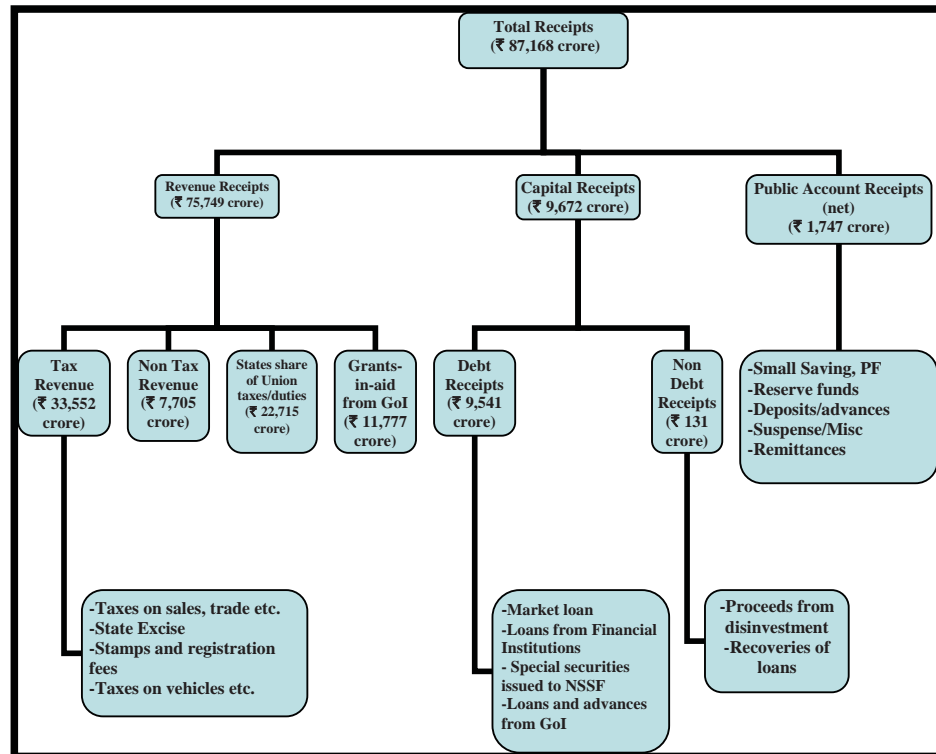 Total Receipts
(₹ 87,168 crore)
Revenue Receipts
(₹ 75,749 crore)
Capital Receipts
(₹ 9,672 crore)
Public Account Receipts
(net)
(₹ 1,747 crore)
Tax
Revenue
(₹ 33,552
crore)
Non Tax
Revenue
(₹ 7,705
crore)
States share
of Union
taxes/duties
(₹ 22,715
crore)
Grants-
in-aid
from GoI
(₹ 11,777
crore)
Debt
Receipts
(₹ 9,541
crore)
Non
Debt
Receipts
(₹ 131
crore)
-Small Saving, PF
-Reserve funds
-Deposits/advances
-Suspense/Misc
-Remittances
-Taxes on sales, trade etc.
-State Excise
-Stamps and registration
fees
-Taxes on vehicles etc.
-Market loan
-Loans from Financial
Institutions
- Special securities
issued to NSSF
-Loans and advances
from GoI
-Proceeds from
disinvestment
-Recoveries of
loans